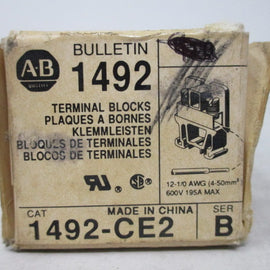 AB
QUALITY
BULLETIN
1492
TERMINAL BLOCKS
PLAQUES A BORNES
KLEMMLEISTEN
BLOQUES DE TERMINALES
BLOCOS DE TERMINALES
12-1/0 AWG (4-50mm²)
600V 195A MAX
MADE IN CHINA
CAT
SER
1492-CE2
B